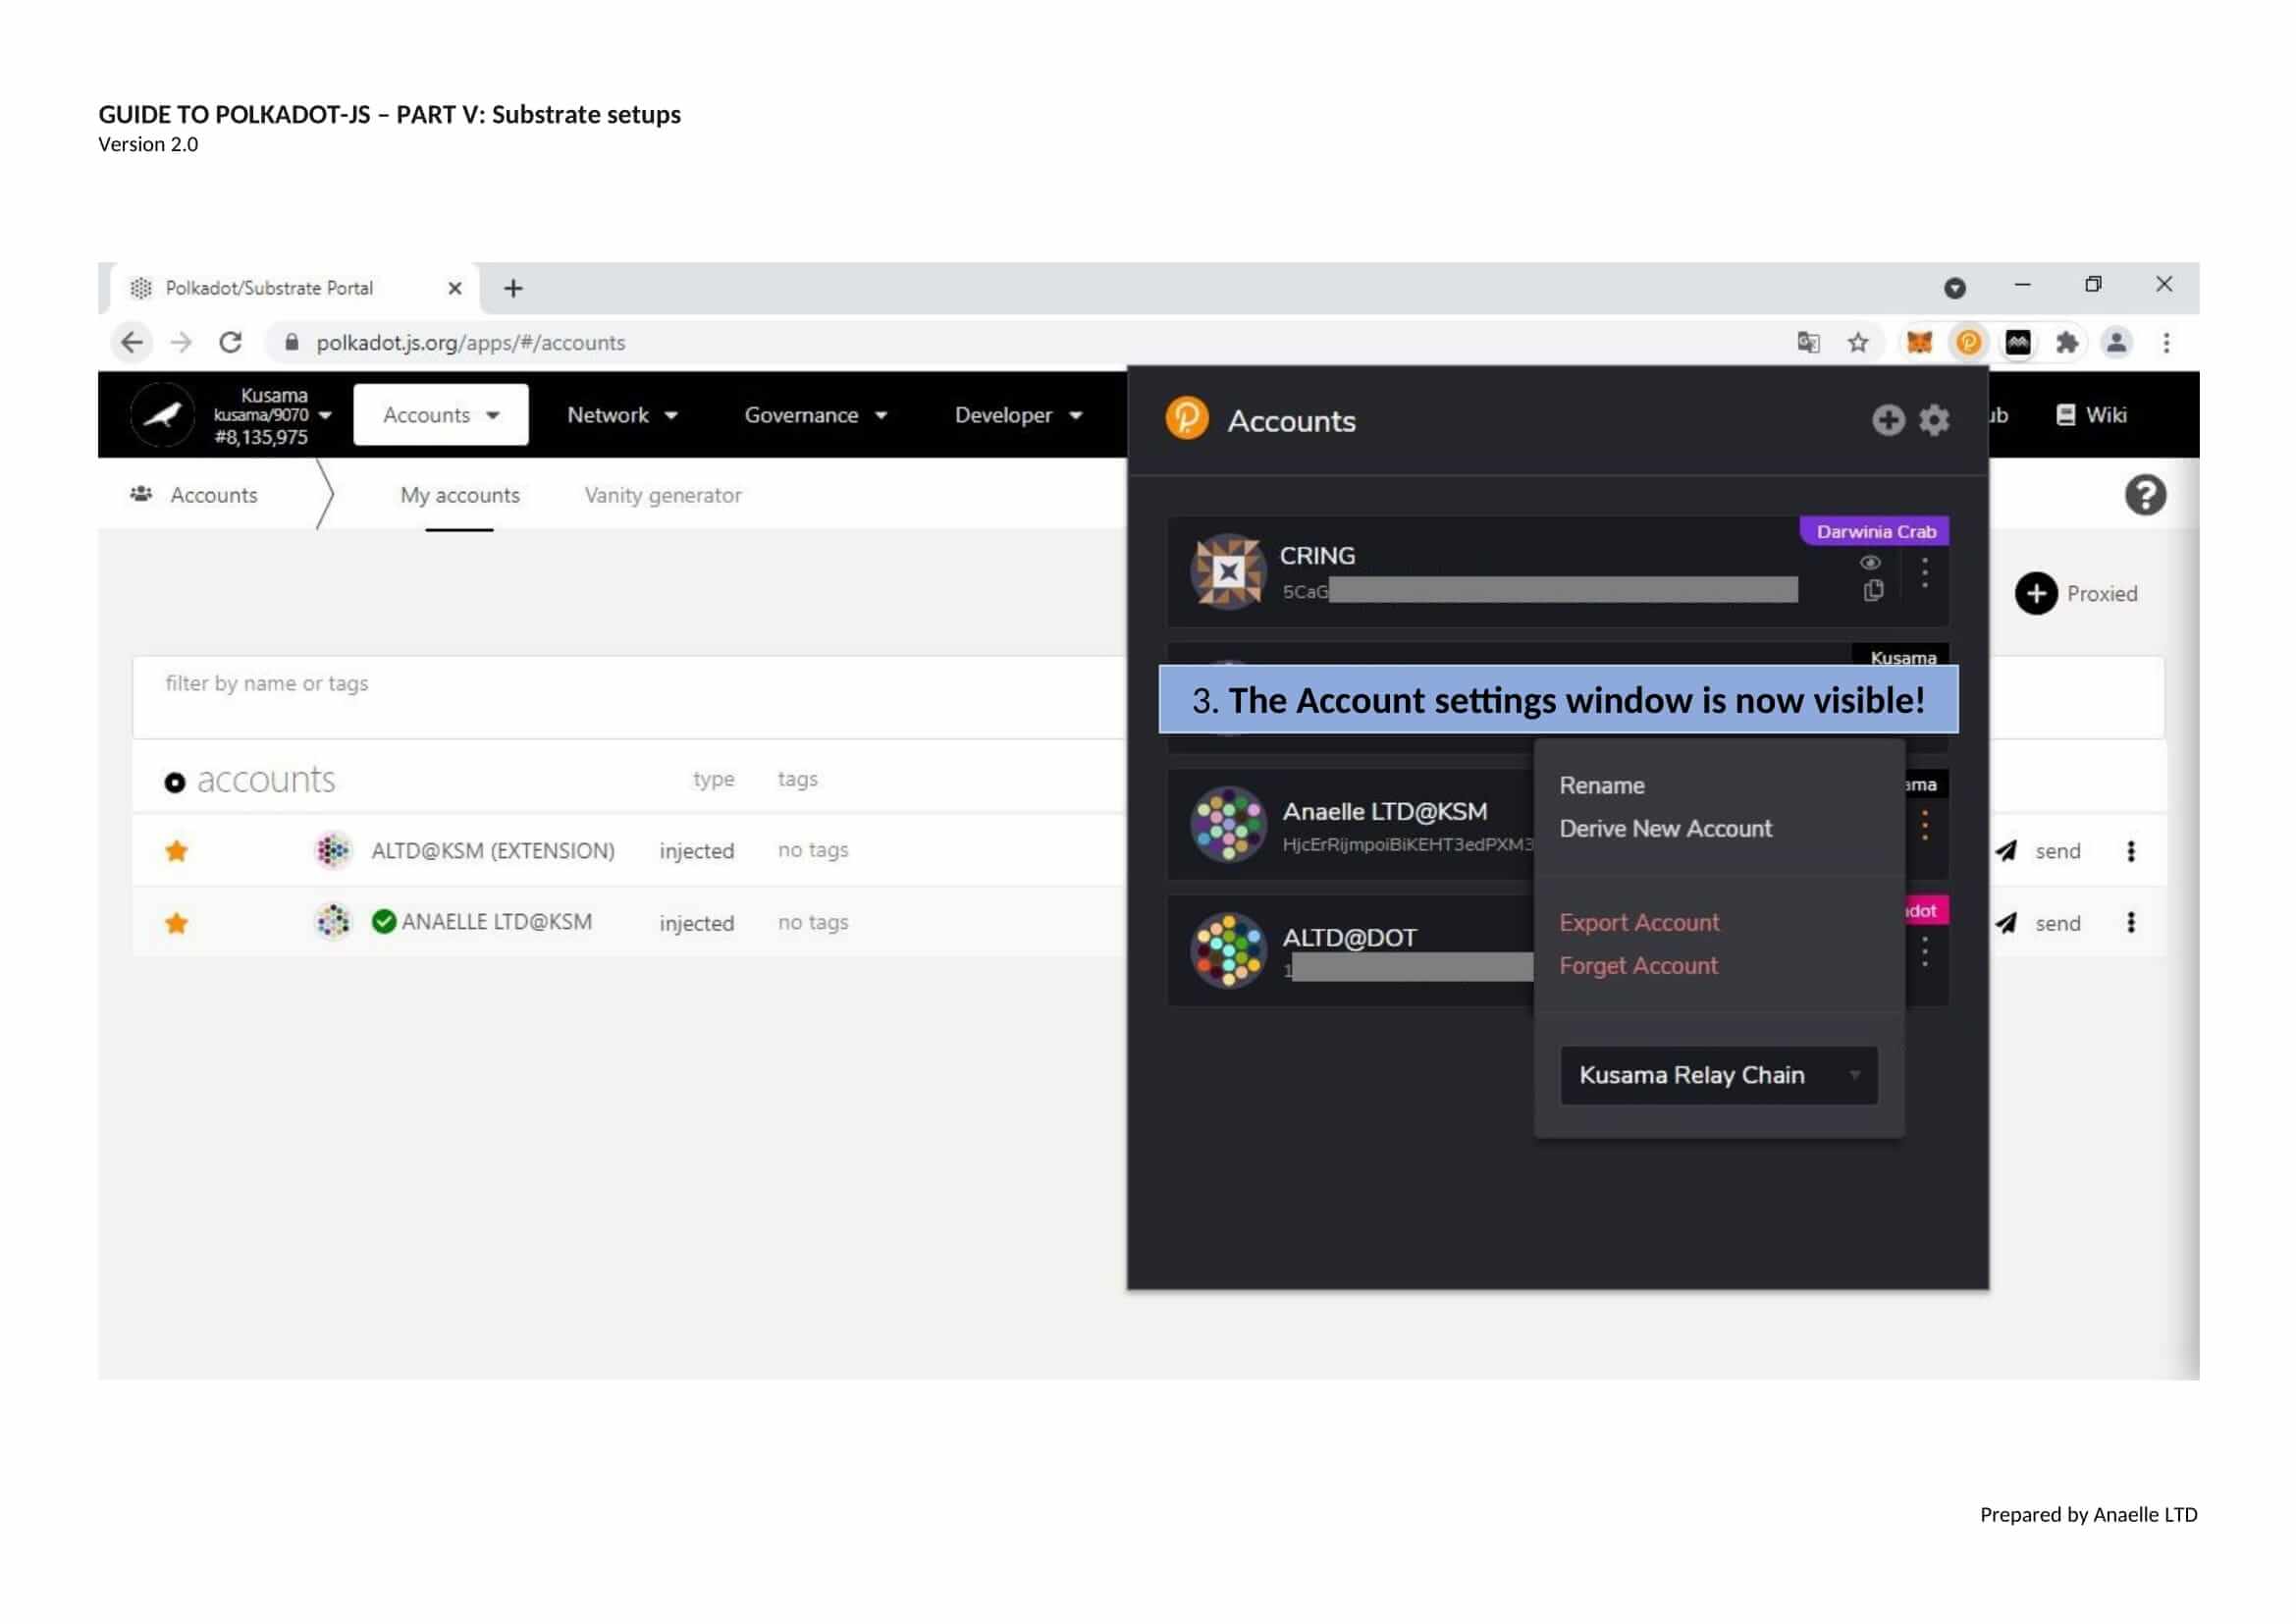 GUIDE TO POLKADOT-JS – PART V: Substrate setups
Version 2.0
Polkadot/Substrate Portal
polkadot.js.org/apps/#/accounts
Kusama
kusama/9070
#8,135,975
Accounts
Network
Governance
Developer
Wiki
Accounts
My accounts
Vanity generator
Proxied
filter by name or tags
accounts type tags
ALTD@KSM (EXTENSION) injected no tags send
ANAELLE LTD@KSM injected no tags send
Accounts
Darwinia Crab
CRING
5CaG
Kusama
3. The Account settings window is now visible!
Anaelle LTD@KSM
HjcErRijmpoiBiKEHT3edPXM3
ALTD@DOT
1
Rename
Derive New Account
Export Account
Forget Account
Kusama Relay Chain
Prepared by Anaelle LTD